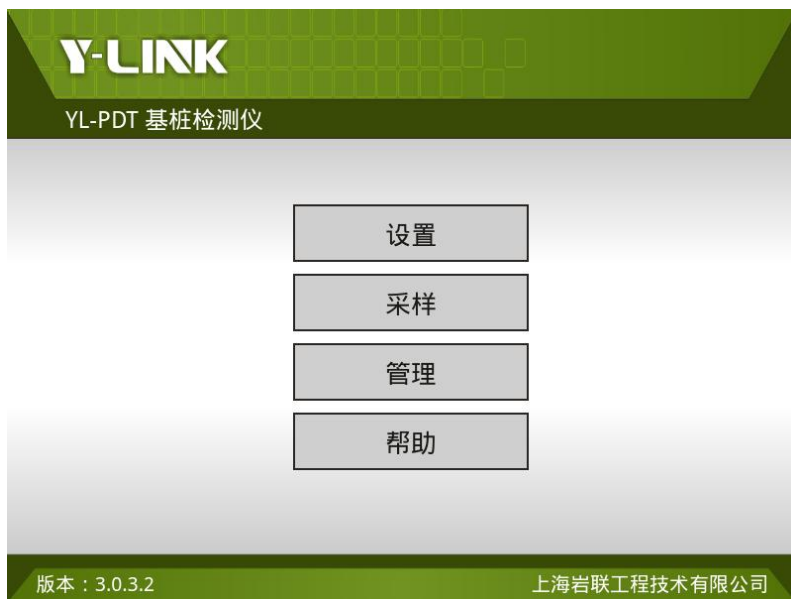 Y-LINK
YL-PDT 基桩检测仪
设置
采样
管理
帮助
版本：3.0.3.2
上海岩联工程技术有限公司